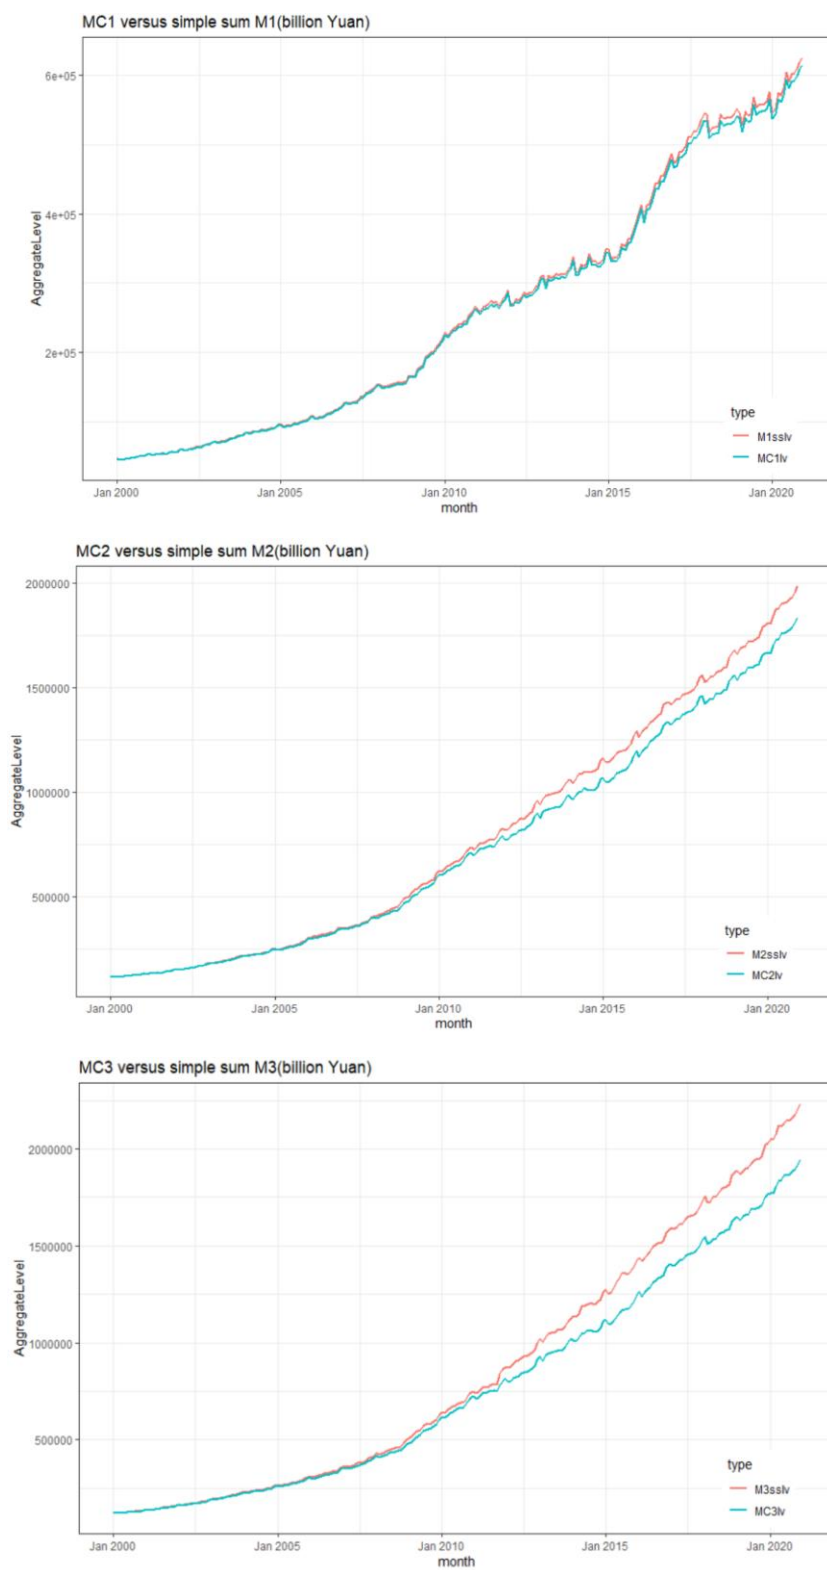 MC1 versus simple sum M1(billion Yuan)
6e+05
4e+05
2e+05
AggregateLevel
type
M1sslv
MC1lv
Jan 2000 Jan 2005 Jan 2010 Jan 2015 Jan 2020
month
MC2 versus simple sum M2(billion Yuan)
2000000
1500000
1000000
500000
AggregateLevel
type
M2sslv
MC2lv
Jan 2000 Jan 2005 Jan 2010 Jan 2015 Jan 2020
month
MC3 versus simple sum M3(billion Yuan)
2000000
1500000
1000000
500000
AggregateLevel
type
M3sslv
MC3lv
Jan 2000 Jan 2005 Jan 2010 Jan 2015 Jan 2020
month